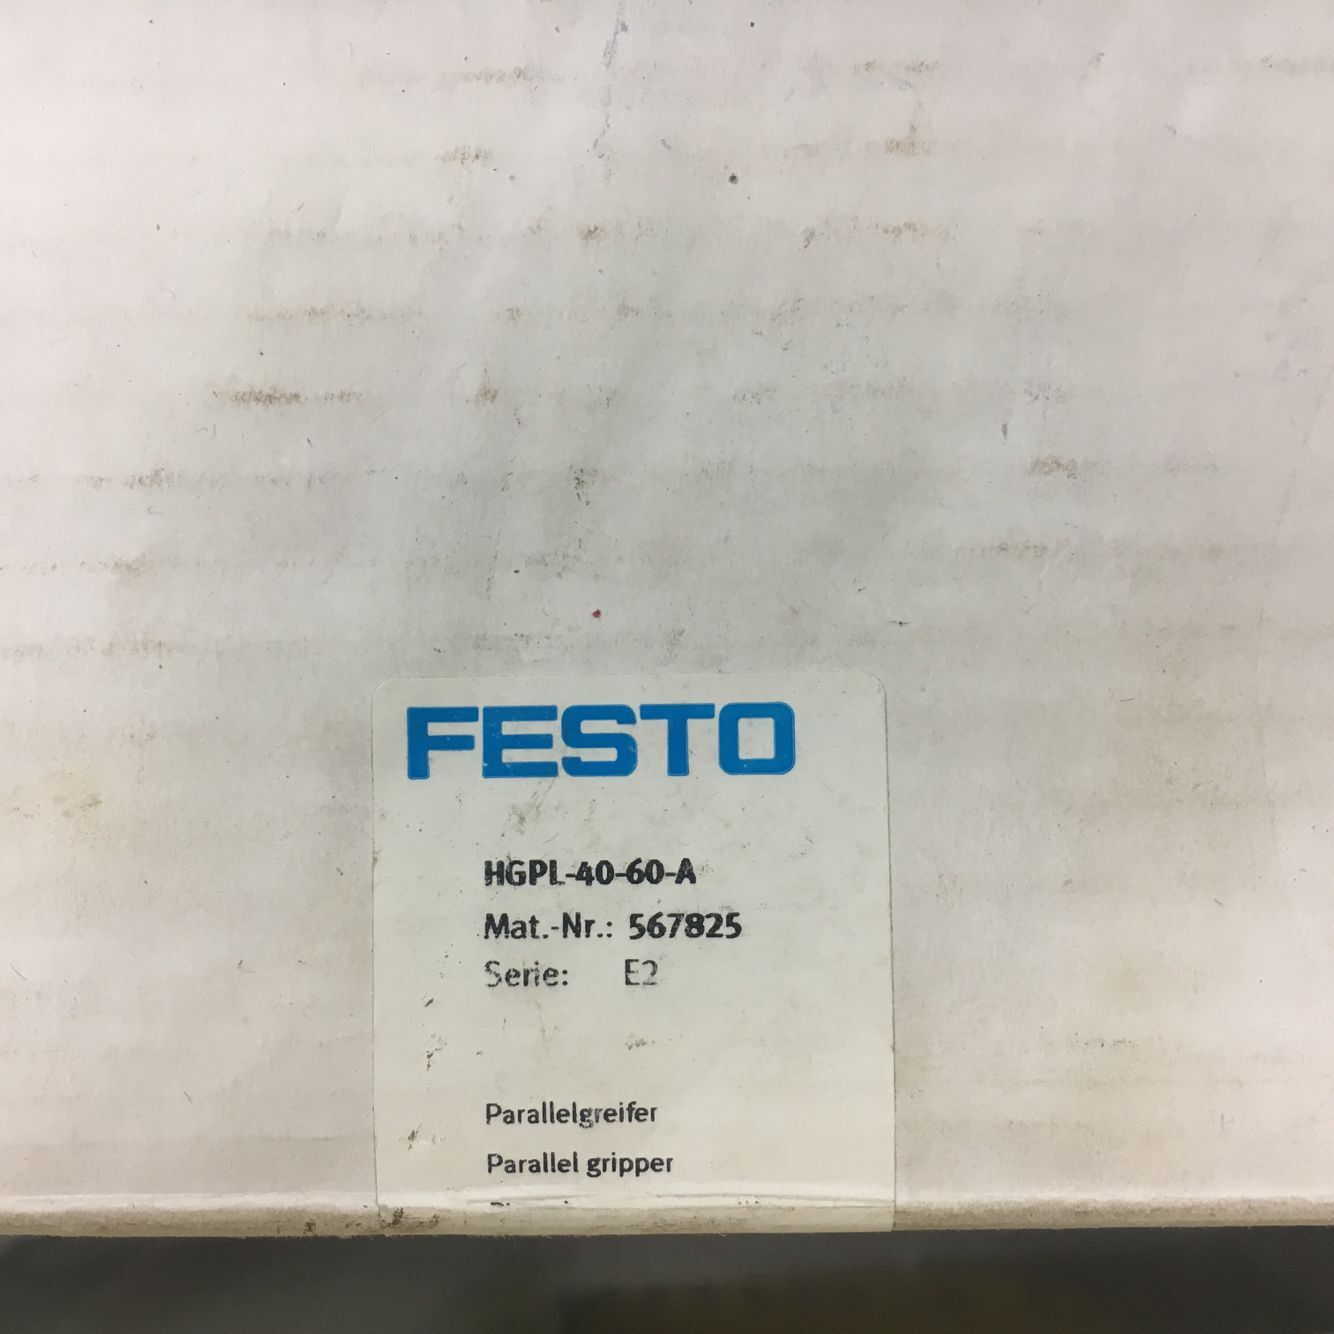 FESTO
HGPL-40-60-A
Mat.-Nr.: 567825
Serie: E2
Parallelgreifer
Parallel gripper